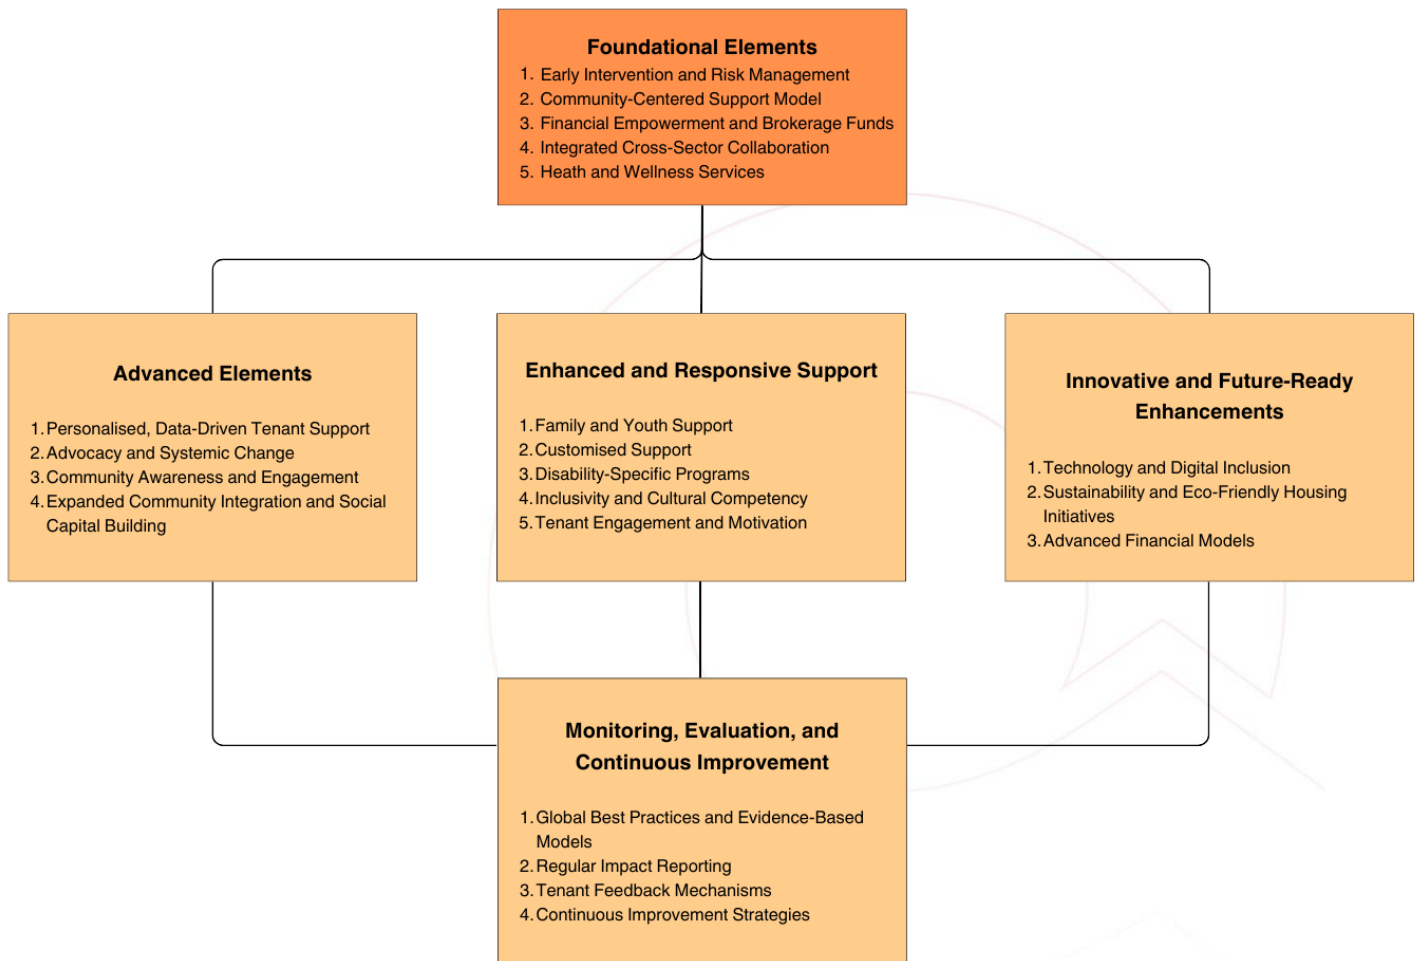 Foundational Elements
1. Early Intervention and Risk Management
2. Community-Centered Support Model
3. Financial Empowerment and Brokerage Funds
4. Integrated Cross-Sector Collaboration
5. Heath and Wellness Services
Advanced Elements
1. Personalised, Data-Driven Tenant Support
2. Advocacy and Systemic Change
3. Community Awareness and Engagement
4. Expanded Community Integration and Social
Capital Building
Enhanced and Responsive Support
1. Family and Youth Support
2. Customised Support
3. Disability-Specific Programs
4. Inclusivity and Cultural Competency
5. Tenant Engagement and Motivation
Innovative and Future-Ready
Enhancements
1. Technology and Digital Inclusion
2. Sustainability and Eco-Friendly Housing
Initiatives
3. Advanced Financial Models
Monitoring, Evaluation, and
Continuous Improvement
1. Global Best Practices and Evidence-Based
Models
2. Regular Impact Reporting
3. Tenant Feedback Mechanisms
4. Continuous Improvement Strategies